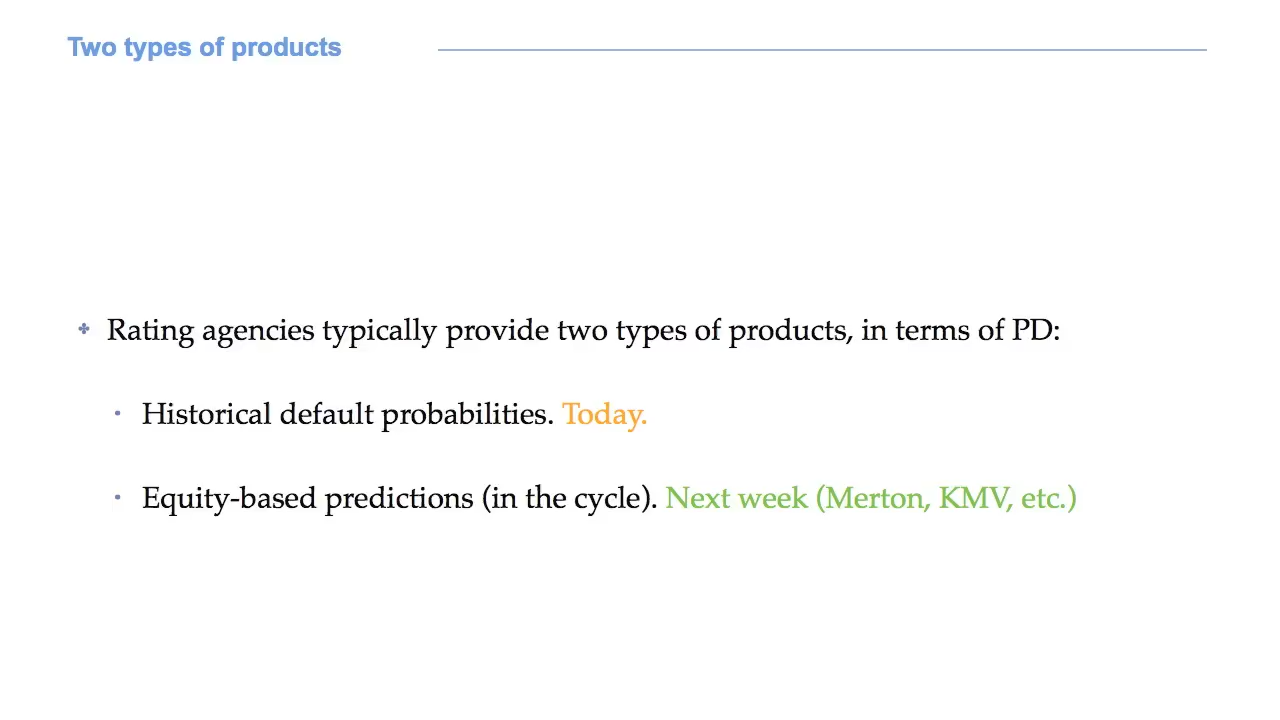 Two types of products
Rating agencies typically provide two types of products, in terms of PD:
Historical default probabilities. Today.
Equity-based predictions (in the cycle). Next week (Merton, KMV, etc.)